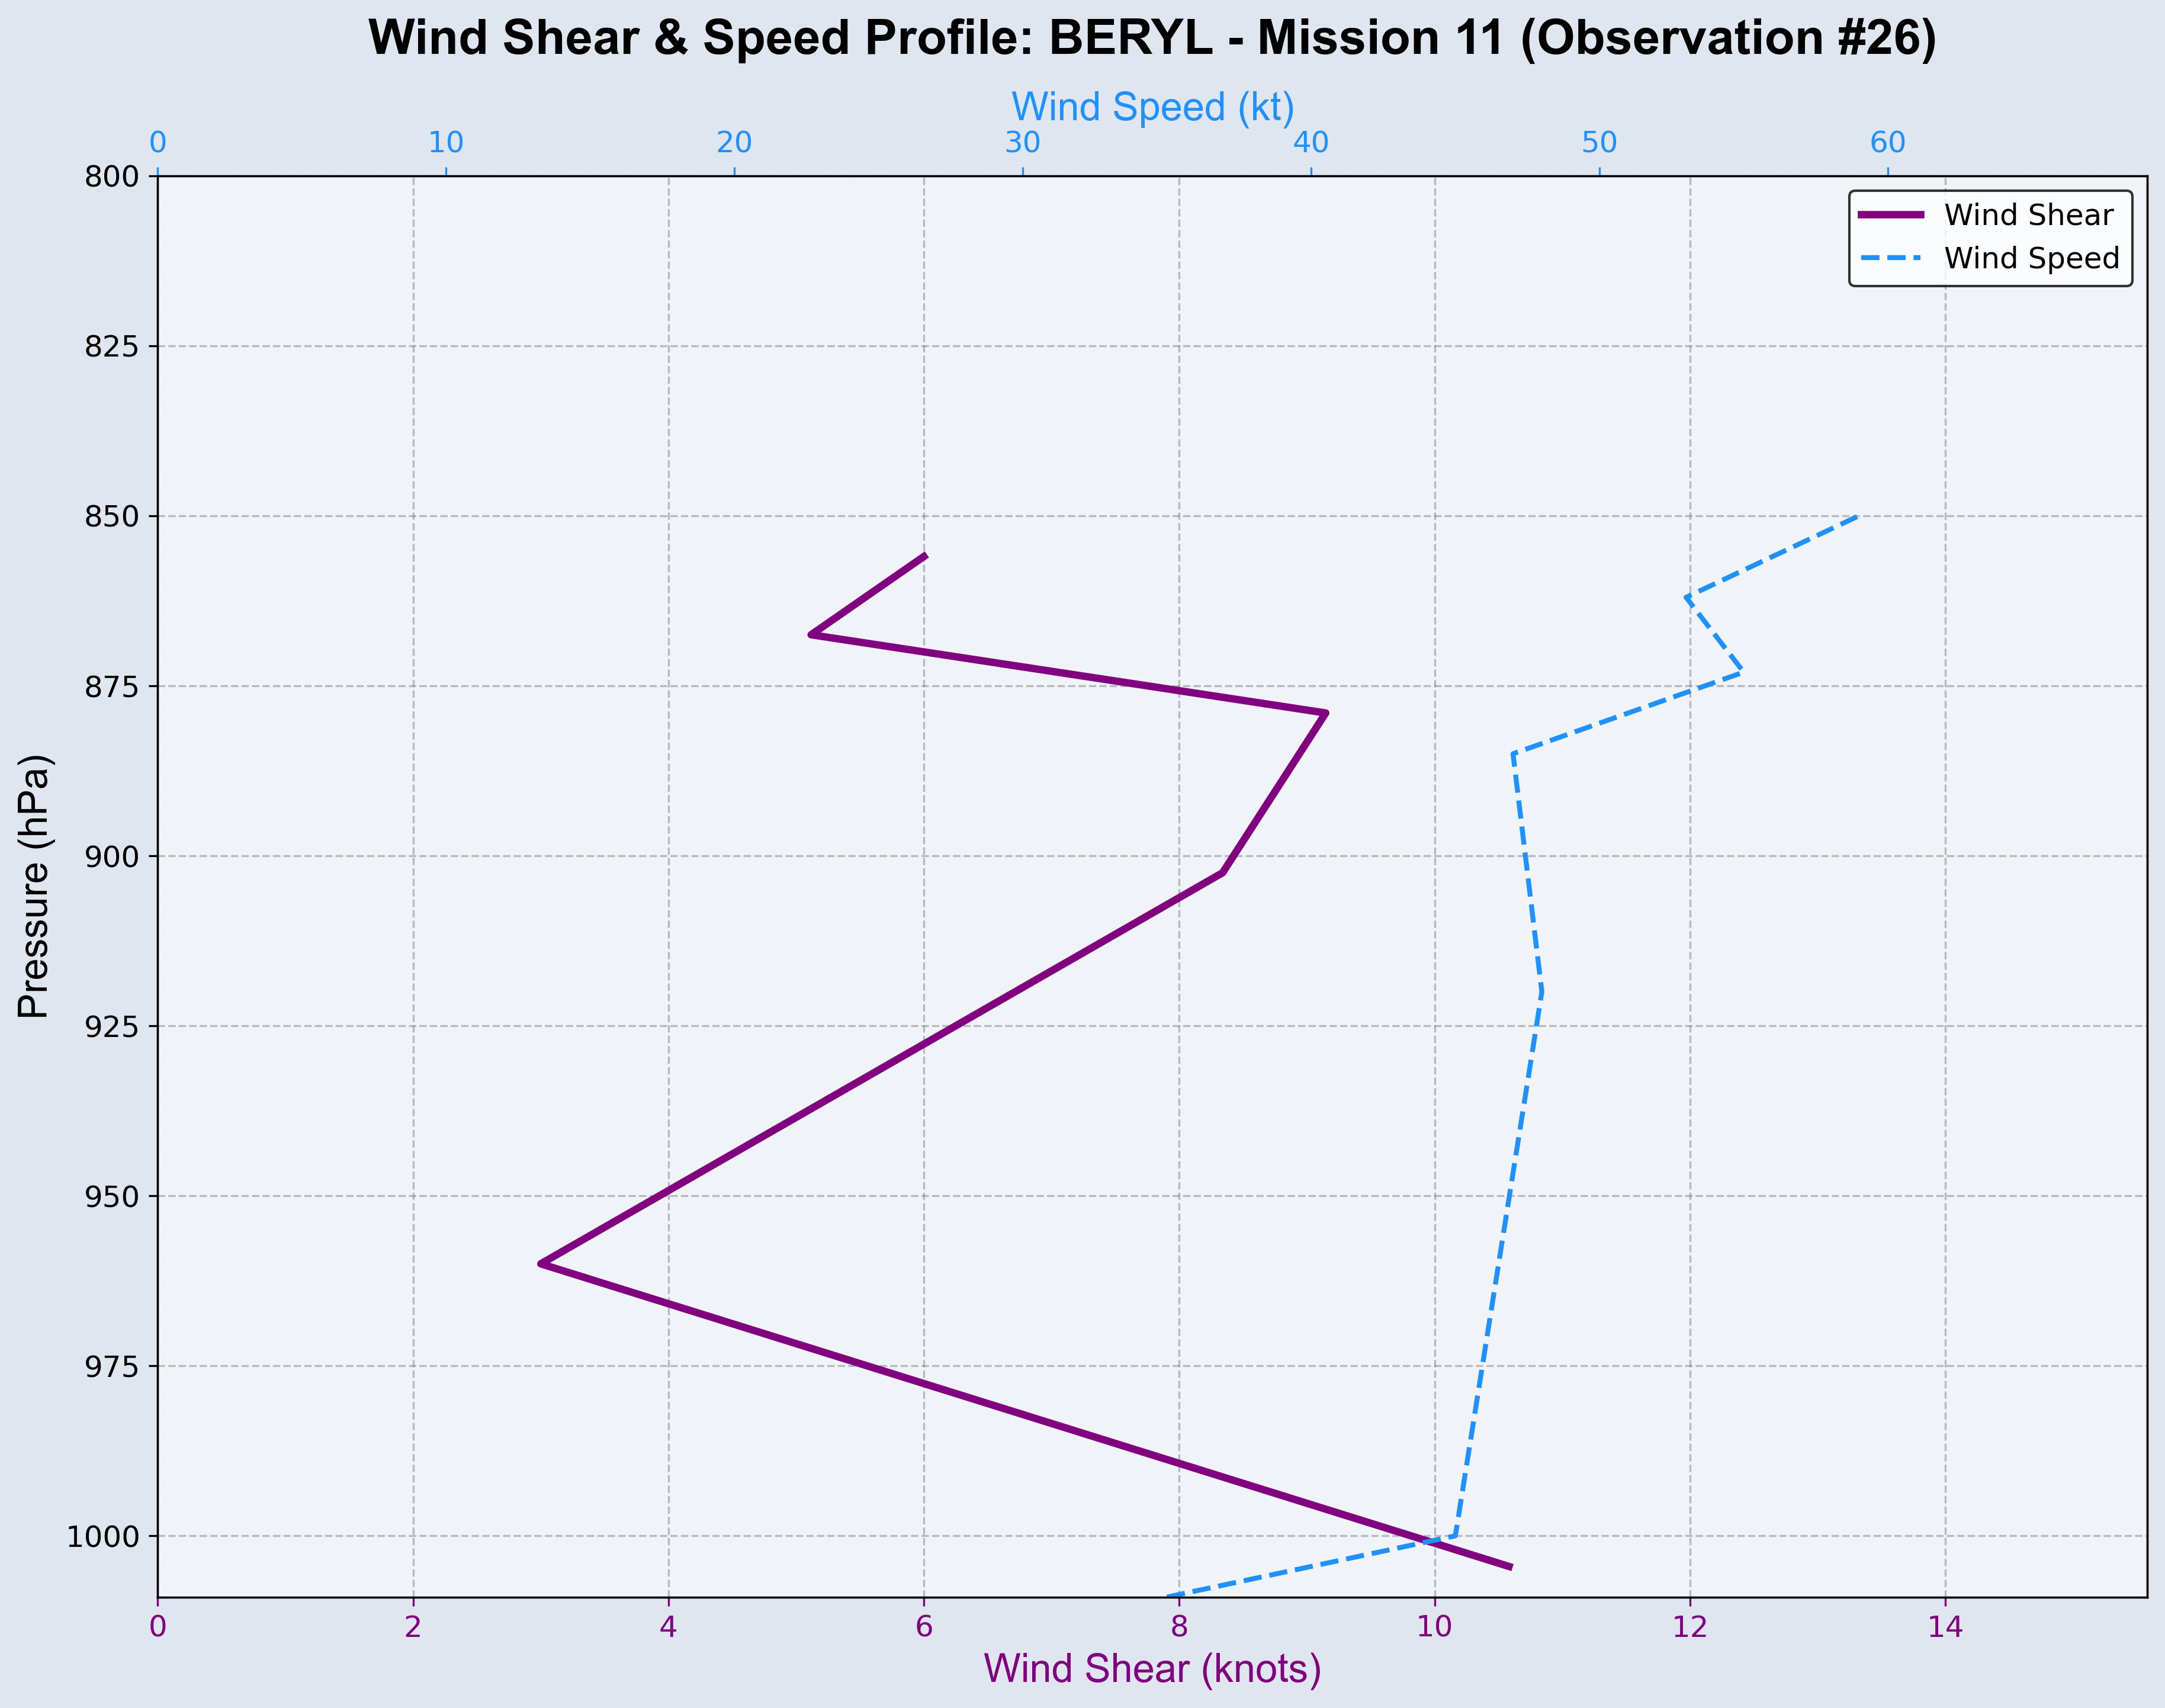 Wind Shear & Speed Profile: BERYL - Mission 11 (Observation #26)
Wind Speed (kt)
0 10 20 30 40 50 60
Wind Shear
Wind Speed
800
825
850
875
900
925
950
975
1000
Pressure (hPa)
0 2 4 6 8 10 12 14
Wind Shear (knots)